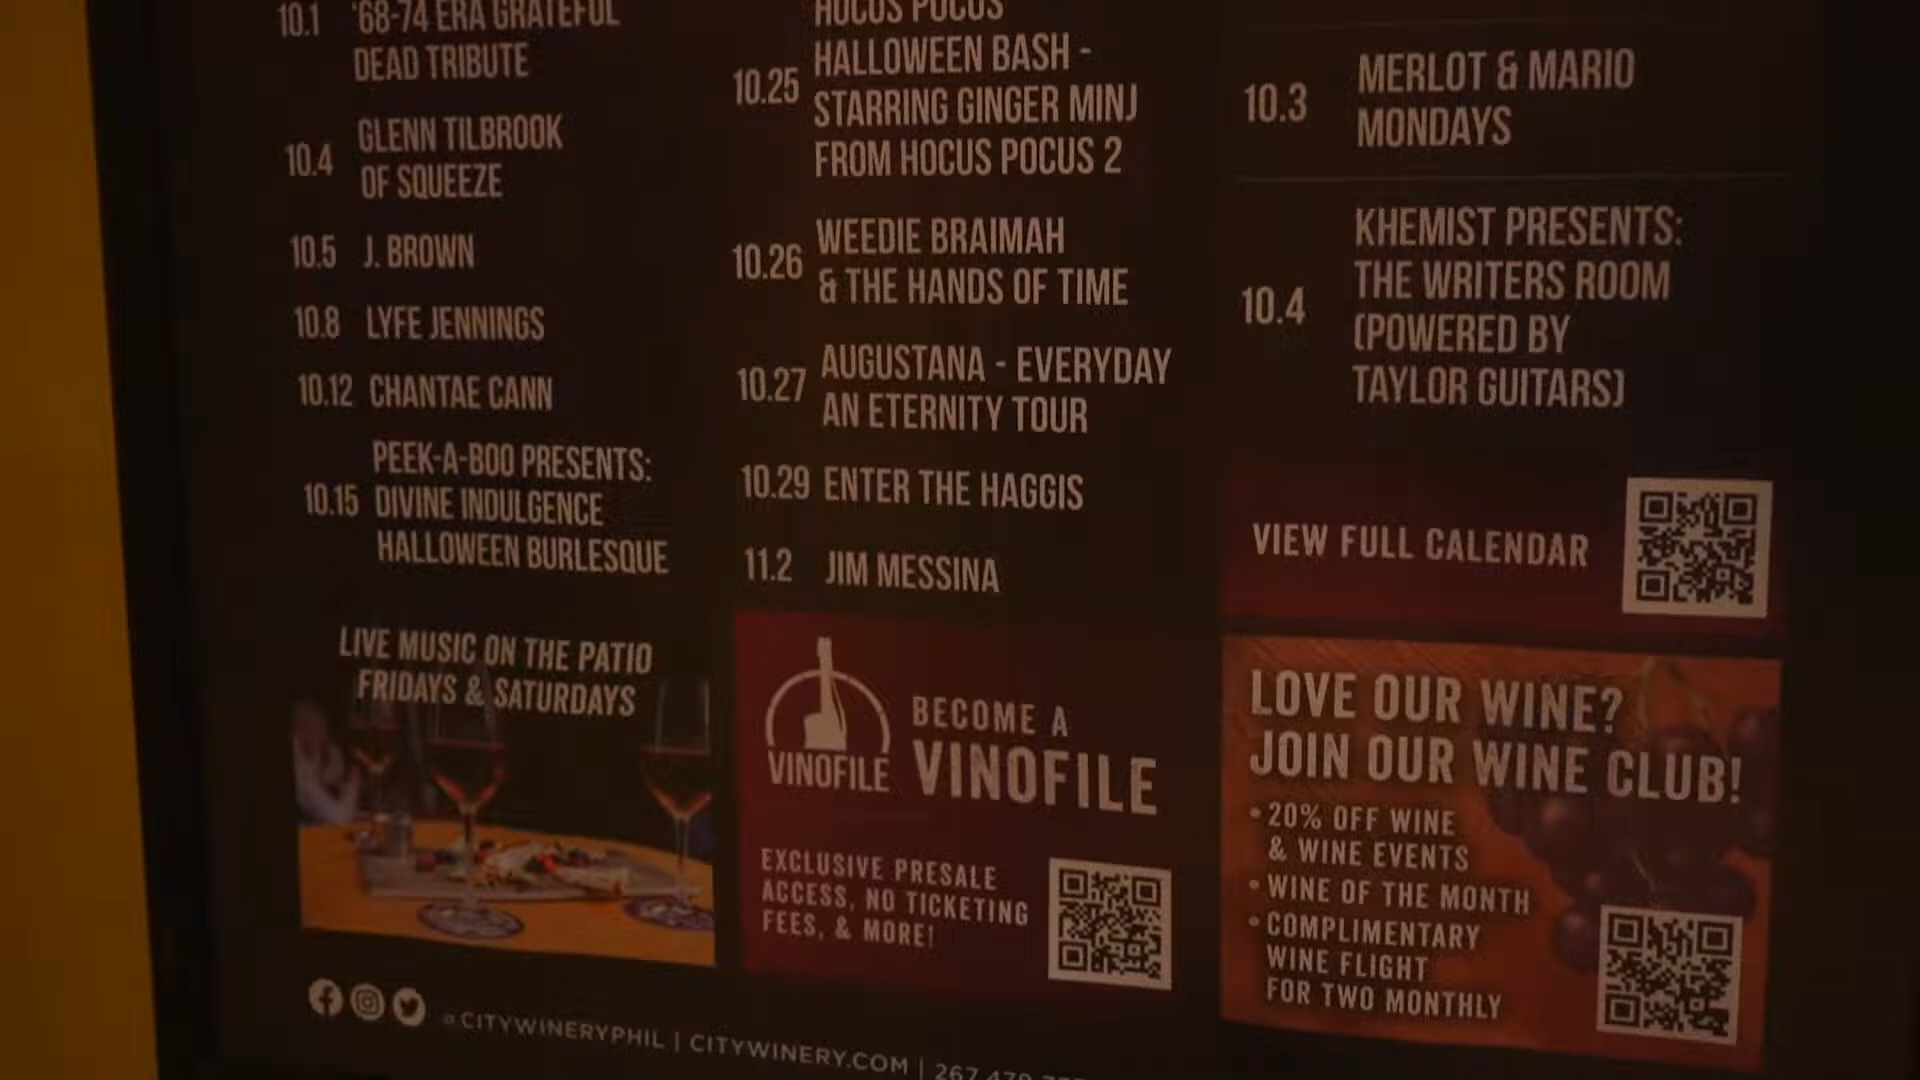 10.1 '68-74 ERA GRATEFUL
DEAD TRIBUTE
10.4 GLENN TILBROOK
OF SQUEEZE
10.5 J. BROWN
10.8 LYFE JENNINGS
10.12 CHANTAE CANN
PEEK-A-BOO PRESENTS:
10.15 DIVINE INDULGENCE
HALLOWEEN BURLESQUE
LIVE MUSIC ON THE PATIO
FRIDAYS & SATURDAYS
HOCUS POCUS
HALLOWEEN BASH -
10.25 STARRING GINGER MINJ
FROM HOCUS POCUS 2
10.26 WEEDIE BRAIMAH
& THE HANDS OF TIME
10.27 AUGUSTANA - EVERYDAY
AN ETERNITY TOUR
10.29 ENTER THE HAGGIS
11.2 JIM MESSINA
VINOFILE
BECOME A
VINOFILE
EXCLUSIVE PRESALE
ACCESS, NO TICKETING
FEES, & MORE!
10.3 MERLOT & MARIO
MONDAYS
KHEMIST PRESENTS:
10.4 THE WRITERS ROOM
(POWERED BY
TAYLOR GUITARS)
VIEW FULL CALENDAR
LOVE OUR WINE?
JOIN OUR WINE CLUB!
• 20% OFF WINE
& WINE EVENTS
• WINE OF THE MONTH
• COMPLIMENTARY
WINE FLIGHT
FOR TWO MONTHLY
@CITYWINERYPHIL | CITYWINERY.COM | 267.479